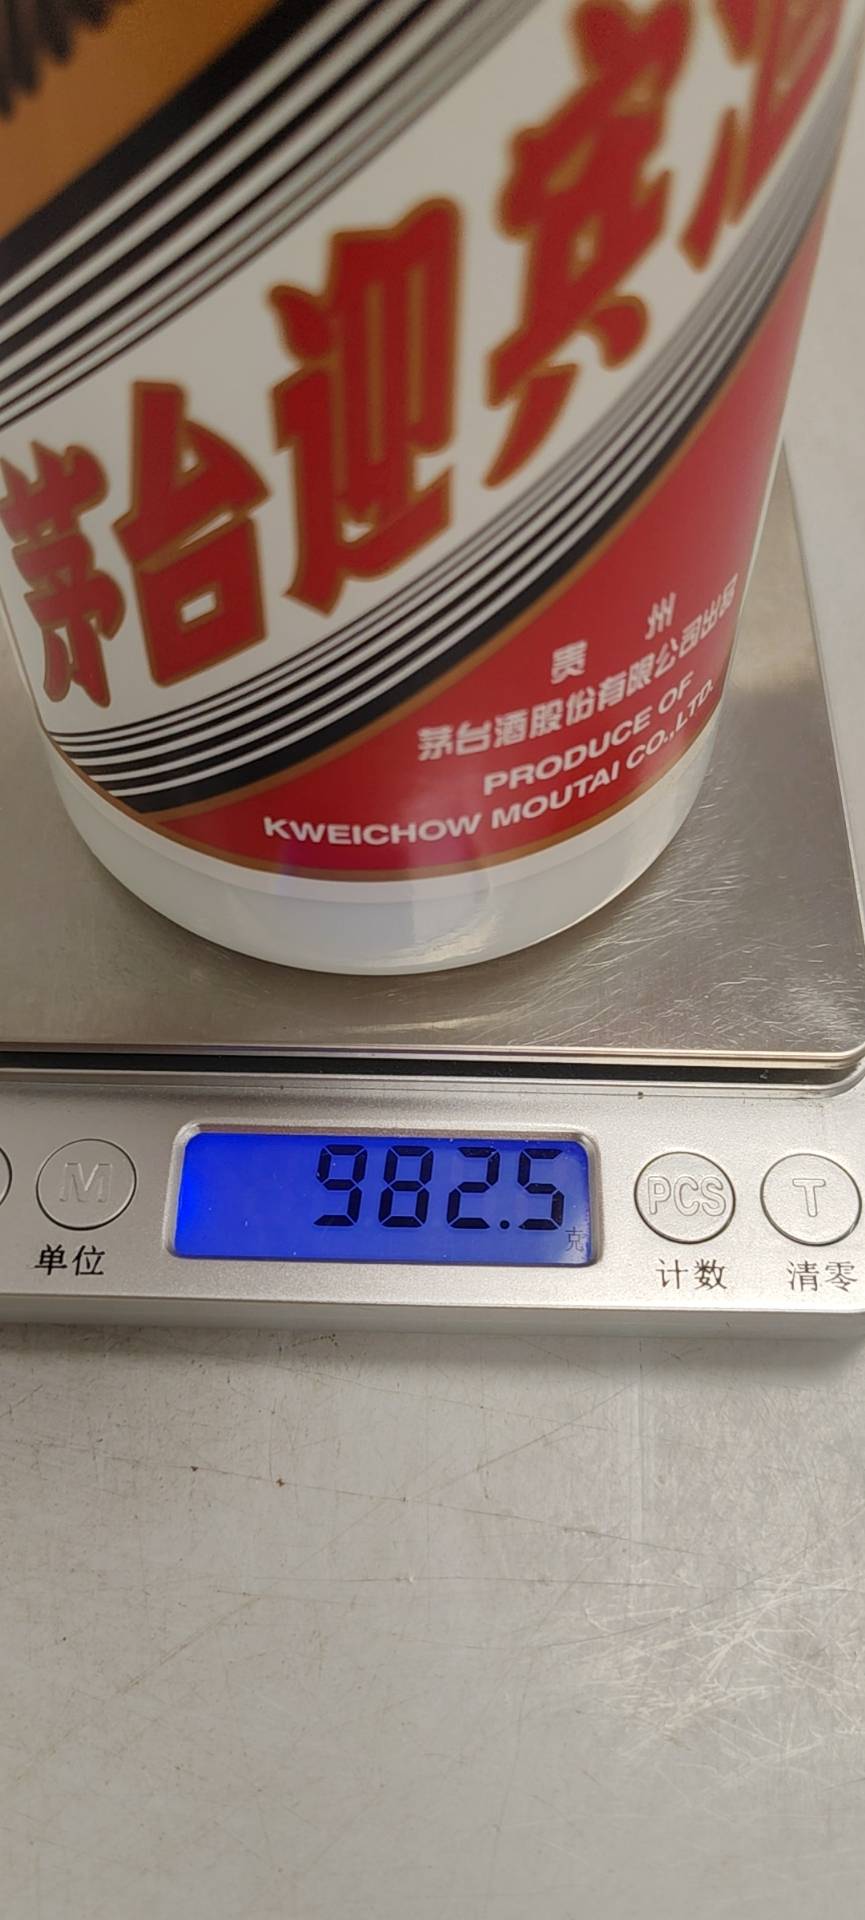 茅台迎宾酒
贵 州
茅台酒股份有限公司出品
PRODUCE OF
KWEICHOW MOUTAI CO.,LTD.
982.5
克
M
PCS
T
单位
计数
清零